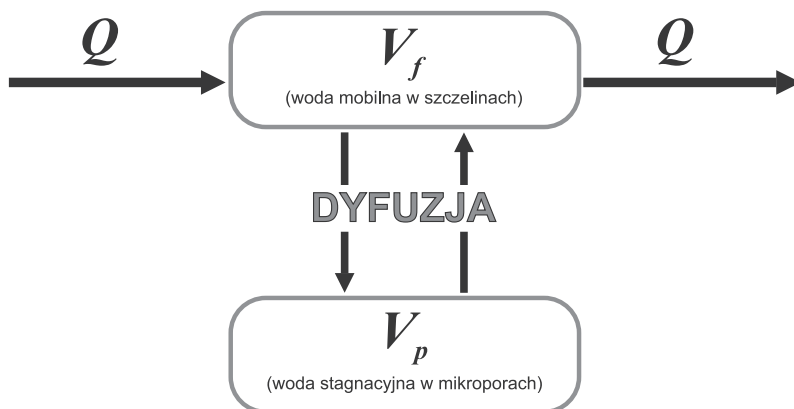 Q
V_f
Q
(woda mobilna w szczelinach)
DYFUZJA
V_p
(woda stagnacyjna w mikroporach)